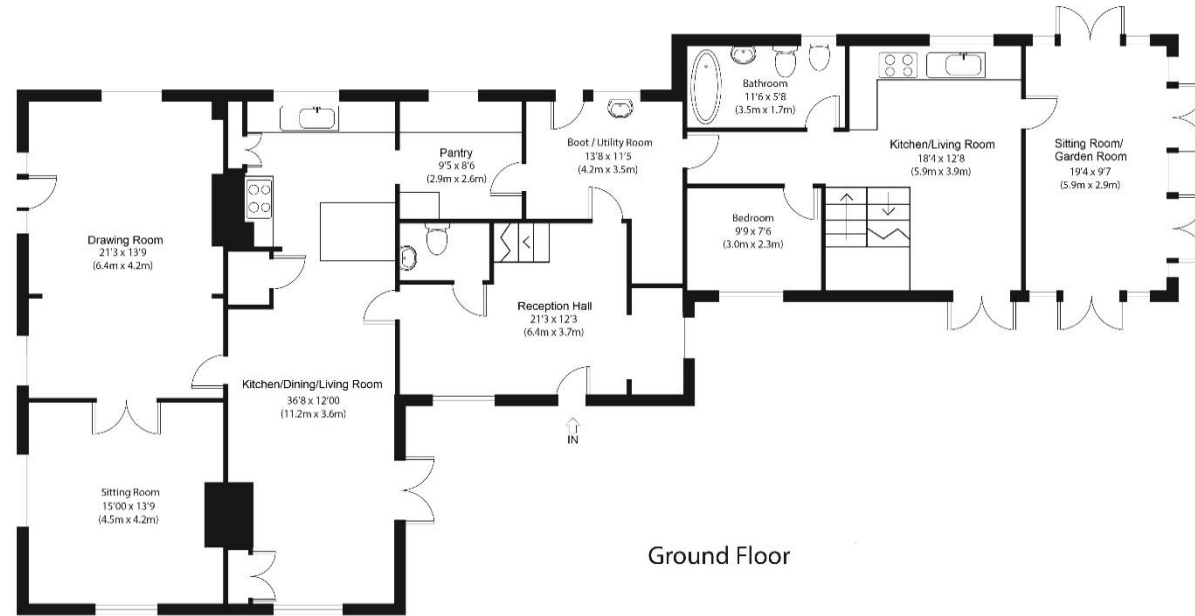 Drawing Room
21'3 x 13'9
(6.4m x 4.2m)
Sitting Room
15'00 x 13'9
(4.5m x 4.2m)
Kitchen/Dining/Living Room
36'8 x 12'00
(11.2m x 3.6m)
Pantry
9'5 x 8'6
(2.9m x 2.6m)
Boot / Utility Room
13'8 x 11'5
(4.2m x 3.5m)
Reception Hall
21'3 x 12'3
(6.4m x 3.7m)
IN
Bathroom
11'6 x 5'8
(3.5m x 1.7m)
Bedroom
9'9 x 7'6
(3.0m x 2.3m)
Kitchen/Living Room
18'4 x 12'8
(5.9m x 3.9m)
Sitting Room/
Garden Room
19'4 x 9'7
(5.9m x 2.9m)
Ground Floor